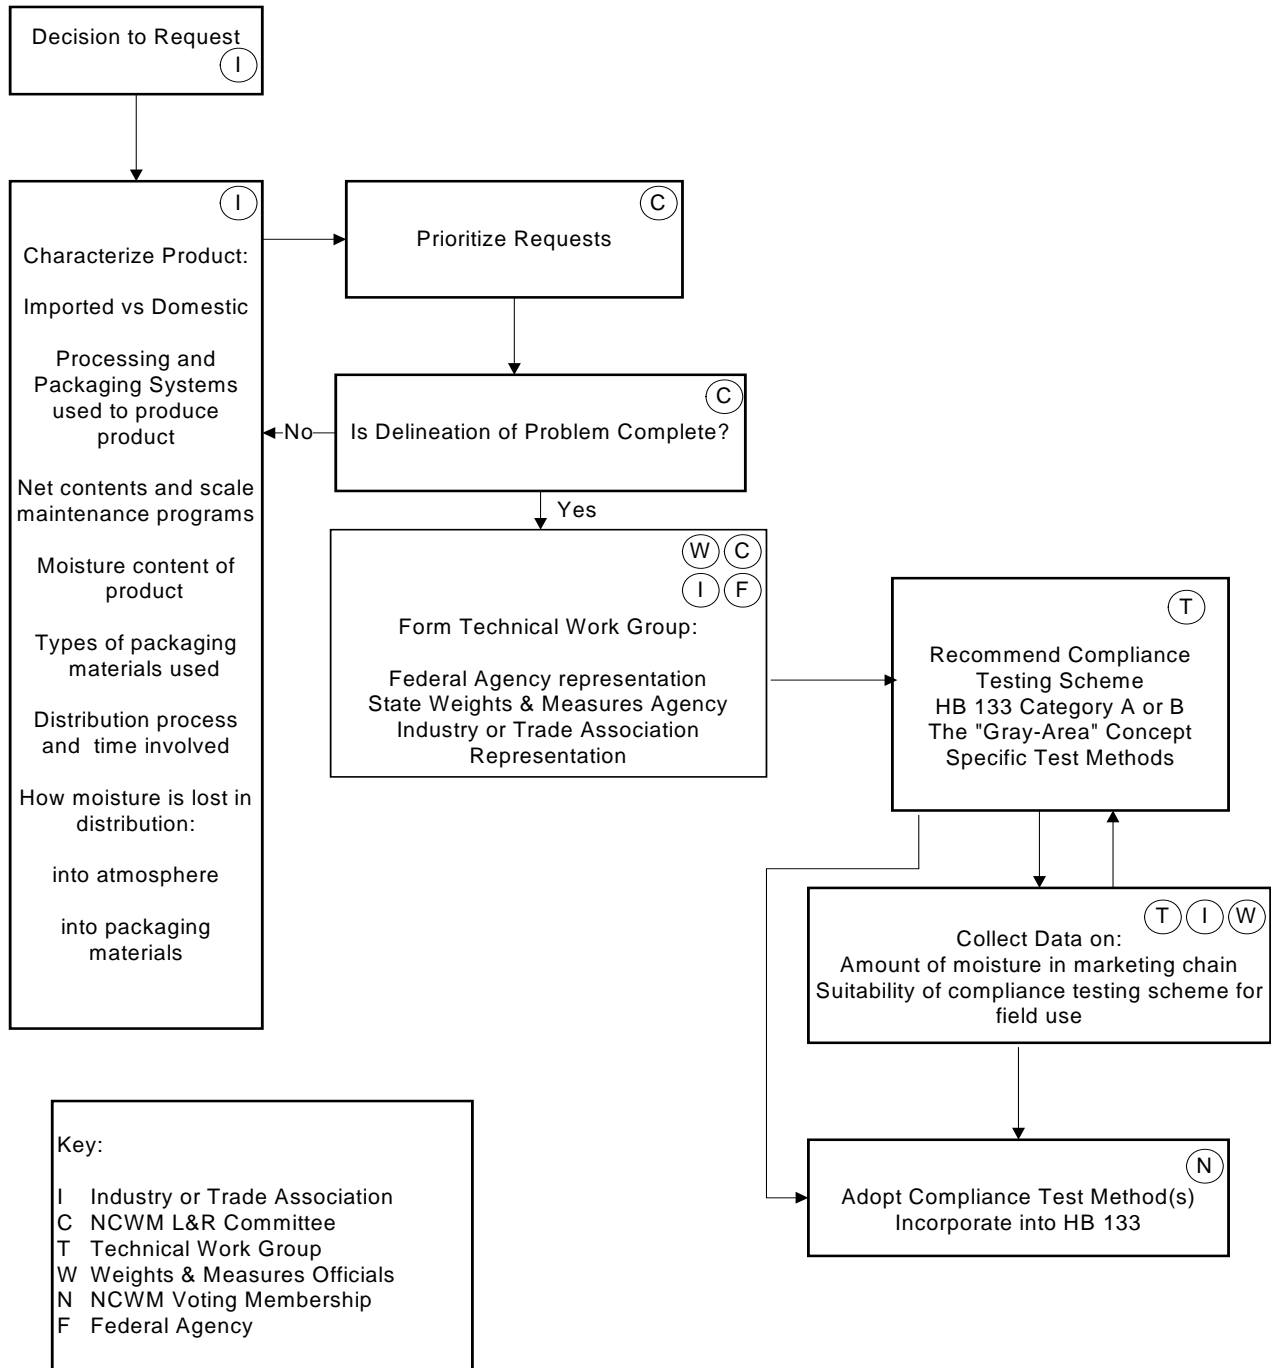 Decision to Request
I
I
Characterize Product:
Imported vs Domestic
Processing and
Packaging Systems
used to produce
product
Net contents and scale
maintenance programs
Moisture content of
product
Types of packaging
materials used
Distribution process
and time involved
How moisture is lost in
distribution:
into atmosphere
into packaging
materials
C
Prioritize Requests
C
Is Delineation of Problem Complete?
No
Yes
W C
I F
Form Technical Work Group:
Federal Agency representation
State Weights & Measures Agency
Industry or Trade Association
Representation
T
Recommend Compliance
Testing Scheme
HB 133 Category A or B
The "Gray-Area" Concept
Specific Test Methods
T I W
Collect Data on:
Amount of moisture in marketing chain
Suitability of compliance testing scheme for
field use
N
Adopt Compliance Test Method(s)
Incorporate into HB 133
Key:
I Industry or Trade Association
C NCWM L&R Committee
T Technical Work Group
W Weights & Measures Officials
N NCWM Voting Membership
F Federal Agency